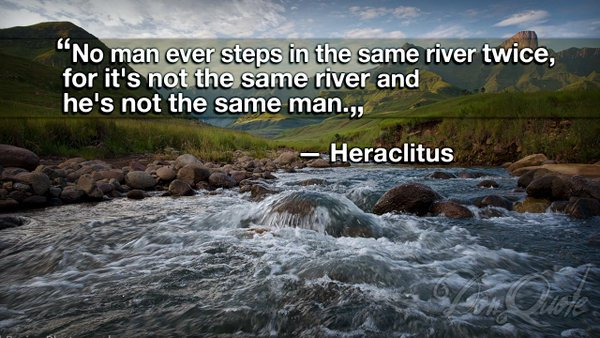 “No man ever steps in the same river twice,
for it's not the same river and
he's not the same man.„
— Heraclitus